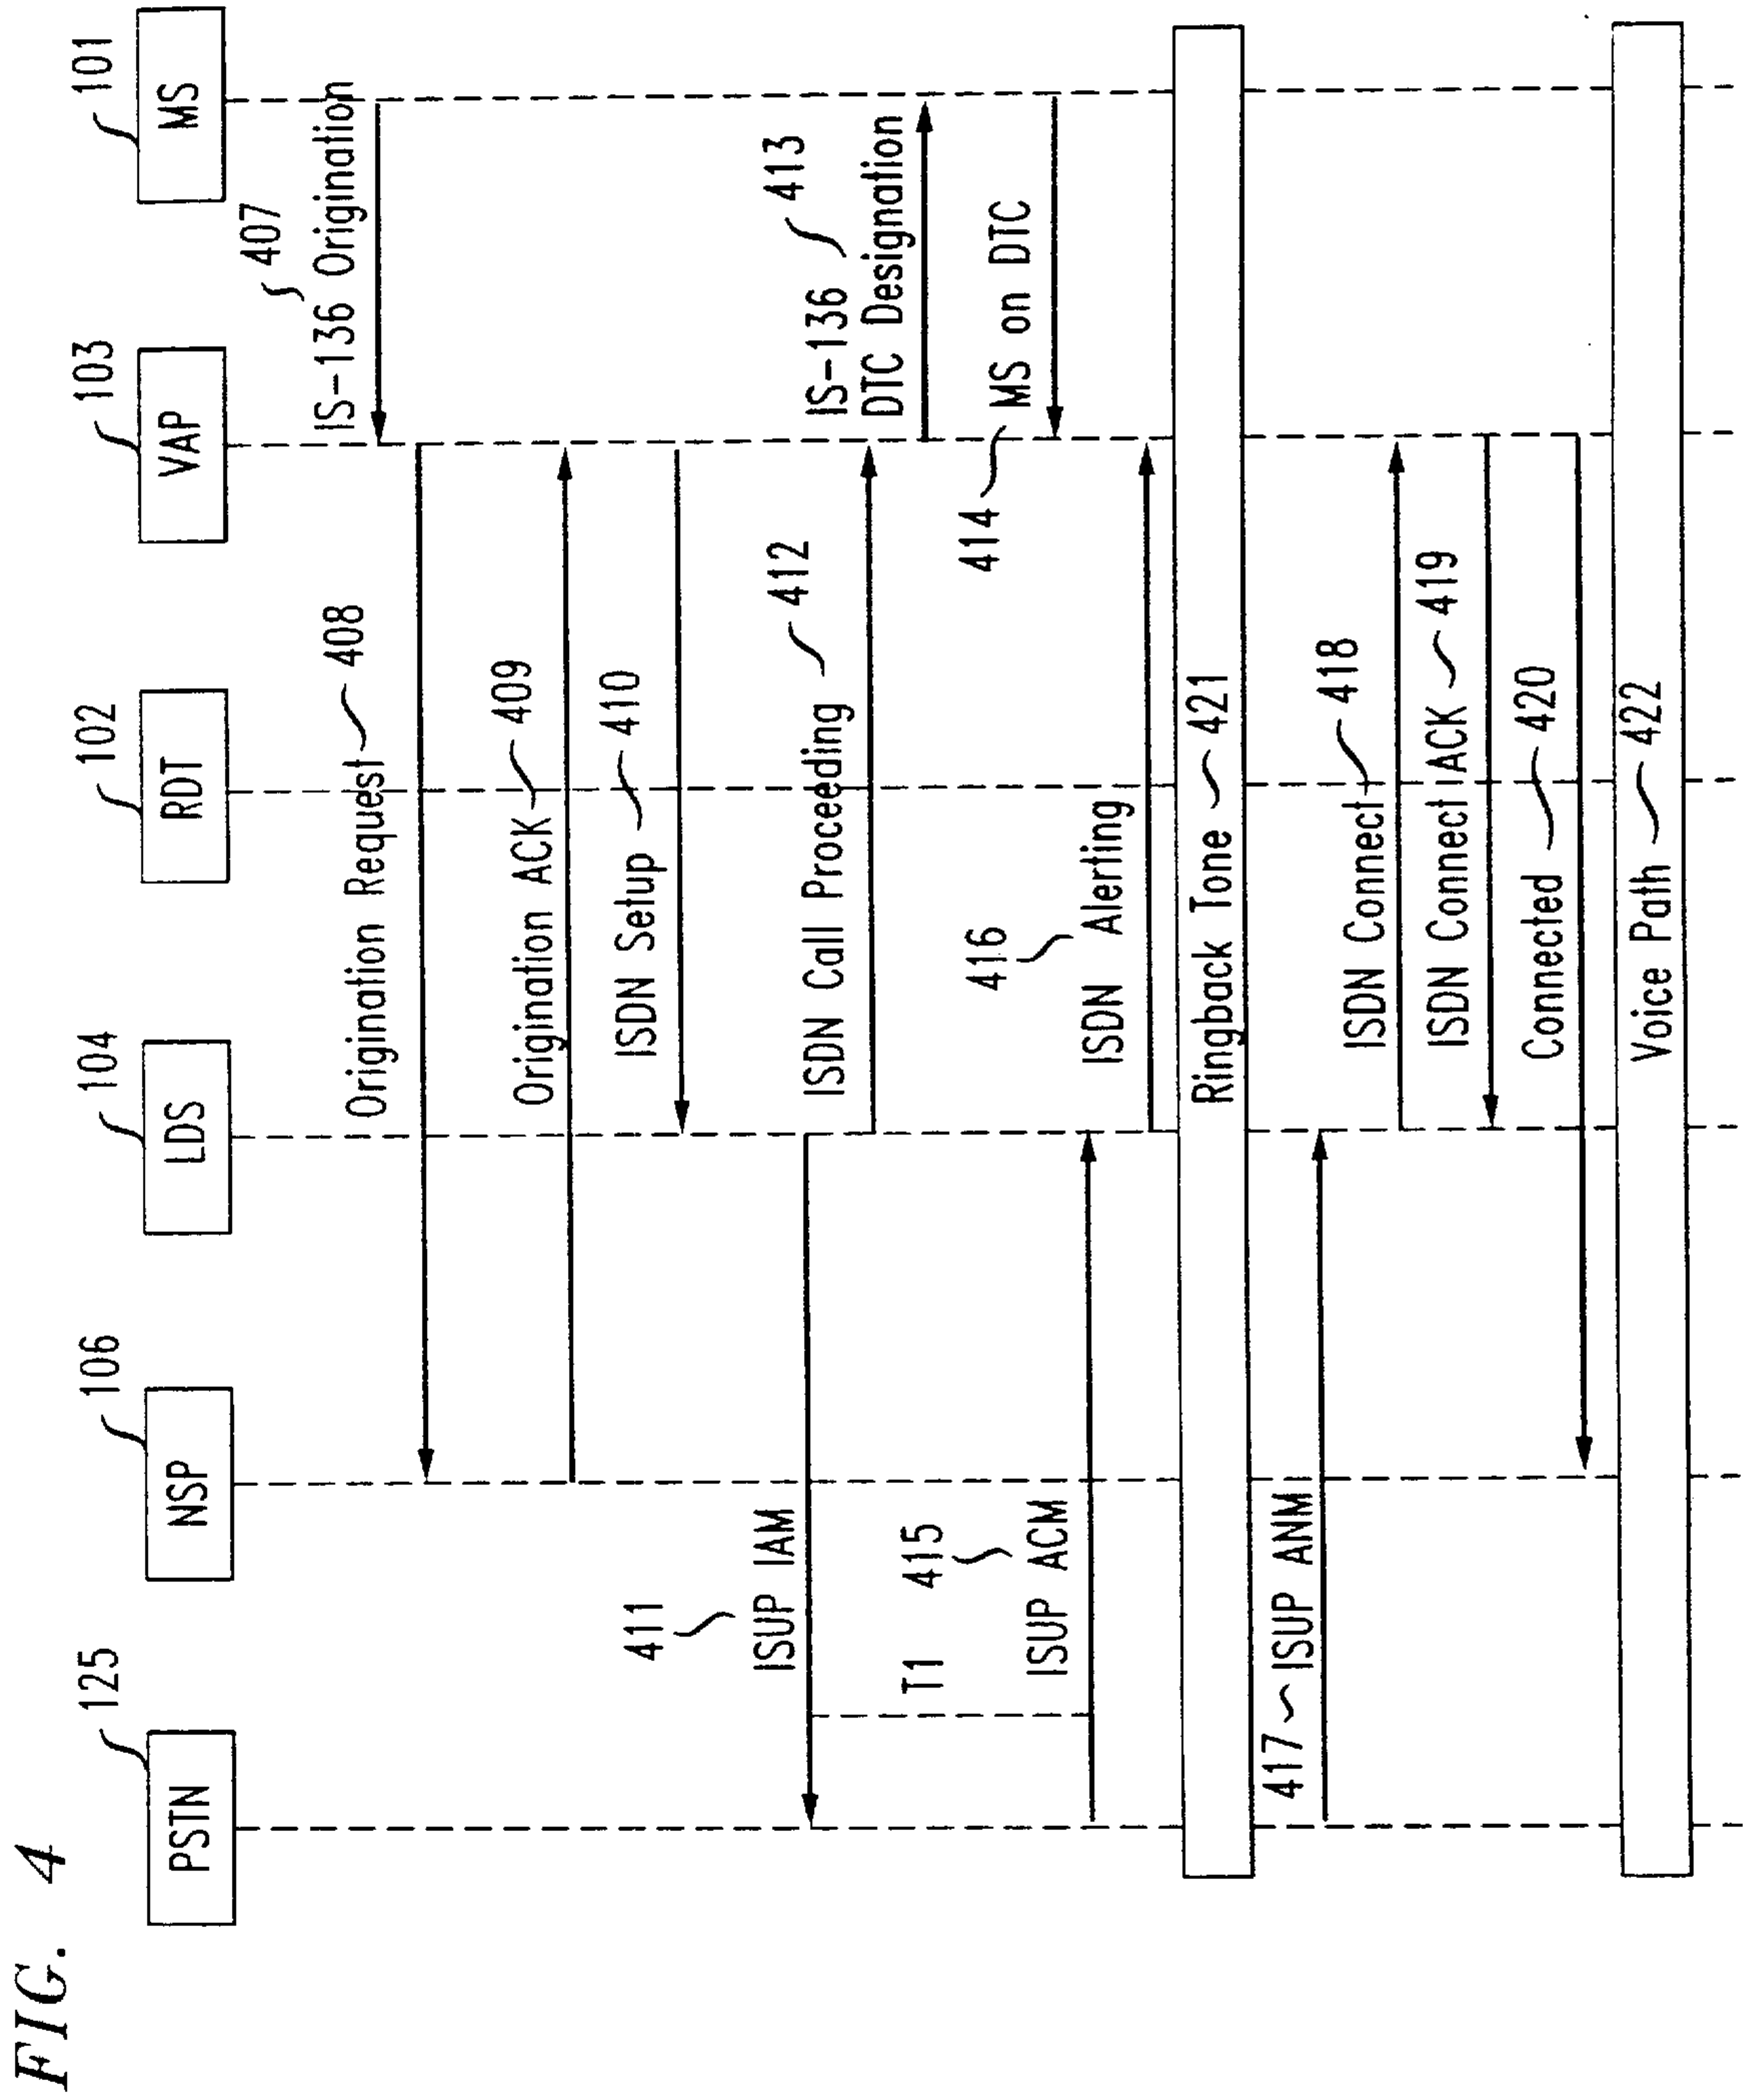 FIG. 4
125
106
104
102
103
101
PSTN
NSP
LDS
RDT
VAP
MS
407
IS-136 Origination
Origination Request 408
Origination ACK 409
ISDN Setup 410
411
ISUP IAM
ISDN Call Proceeding 412
IS-136 413
DTC Designation
T1 415
414 MS on DTC
ISUP ACM
416
ISDN Alerting
Ringback Tone 421
417 ISUP ANM
ISDN Connect 418
ISDN Connect ACK 419
Connected 420
Voice Path 422